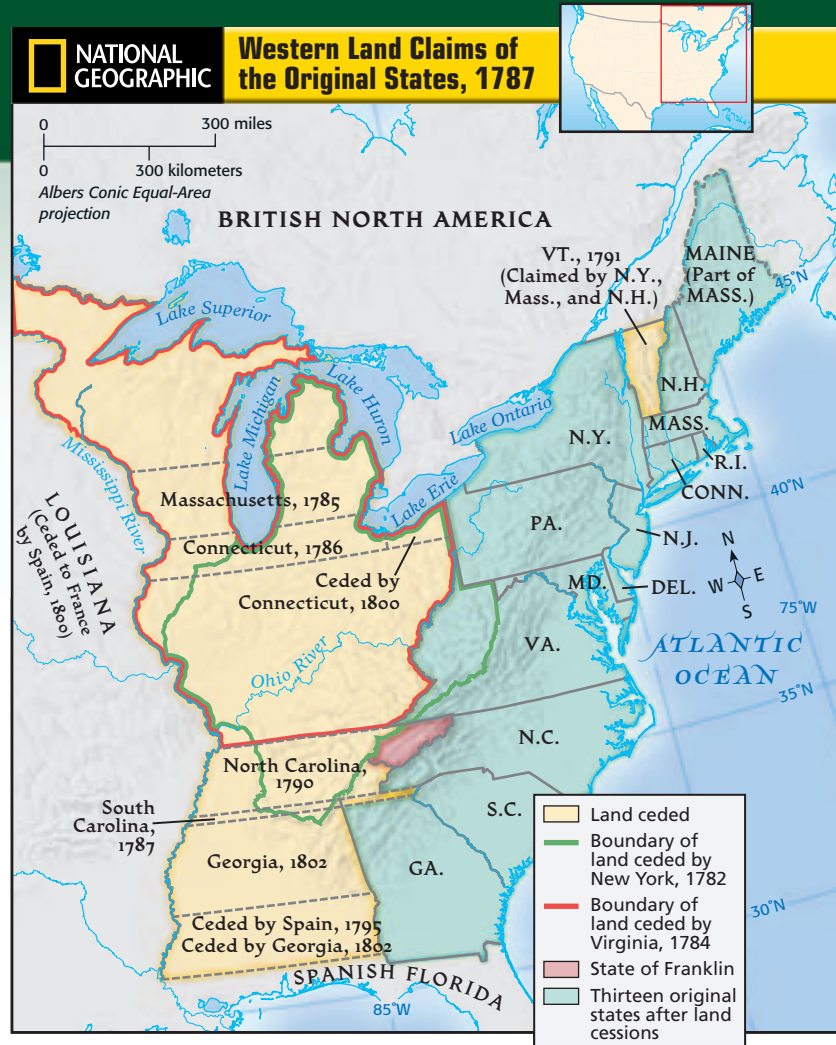 NATIONAL
GEOGRAPHIC
Western Land Claims of
the Original States, 1787
0 300 miles
0 300 kilometers
Albers Conic Equal-Area
projection
BRITISH NORTH AMERICA
VT., 1791
(Claimed by N.Y.,
Mass., and N.H.)
MAINE
(Part of
MASS.)
45°N
Lake Superior
Lake Michigan
Lake Huron
Lake Ontario
Lake Erie
N.H.
N.Y.
MASS.
R.I.
CONN.
40°N
Mississippi River
Massachusetts, 1785
Connecticut, 1786
Ceded by
Connecticut, 1800
LOUISIANA
(Ceded to France
by Spain, 1800)
PA.
N.J.
N
W E
S
MD.
DEL.
75°W
Ohio River
VA.
ATLANTIC
OCEAN
35°N
N.C.
North Carolina,
1790
South
Carolina,
1787
S.C.
Georgia, 1802
GA.
Ceded by Spain, 1795
Ceded by Georgia, 1802
30°N
SPANISH FLORIDA
85°W
Land ceded
Boundary of
land ceded by
New York, 1782
Boundary of
land ceded by
Virginia, 1784
State of Franklin
Thirteen original
states after land
cessions